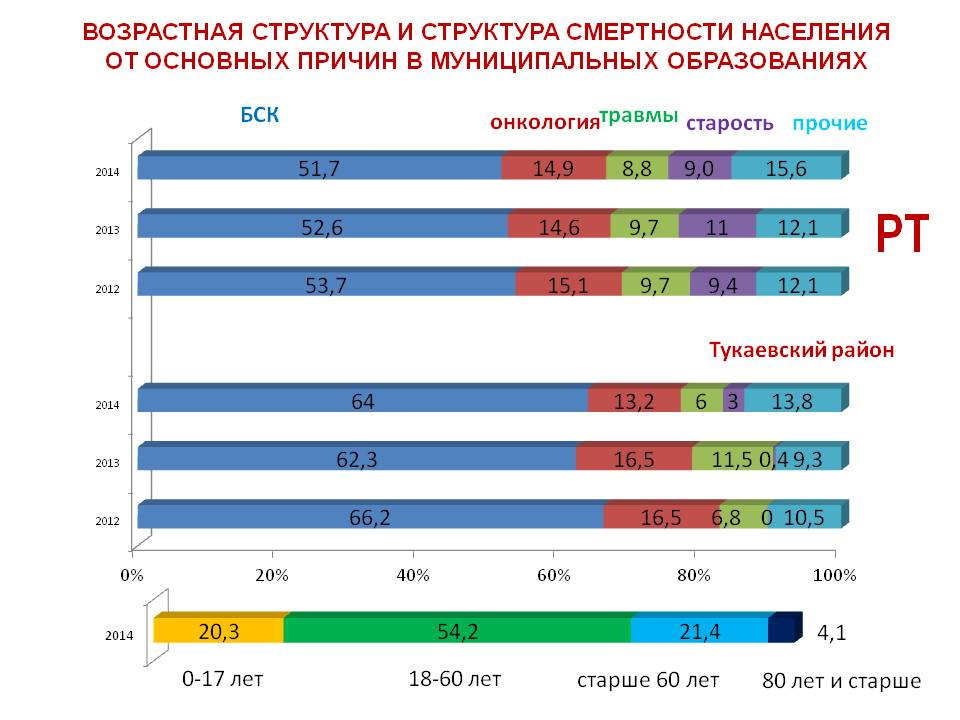 ВОЗРАСТНАЯ СТРУКТУРА И СТРУКТУРА СМЕРТНОСТИ НАСЕЛЕНИЯ
ОТ ОСНОВНЫХ ПРИЧИН В МУНИЦИПАЛЬНЫХ ОБРАЗОВАНИЯХ
БСК онкология травмы старость прочие
2014 51,7 14,9 8,8 9,0 15,6
2013 52,6 14,6 9,7 11 12,1
РТ
2012 53,7 15,1 9,7 9,4 12,1
Тукаевский район
2014 64 13,2 6 3 13,8
2013 62,3 16,5 11,5 0,4 9,3
2012 66,2 16,5 6,8 0 10,5
0% 20% 40% 60% 80% 100%
2014 20,3 54,2 21,4 4,1
0-17 лет 18-60 лет старше 60 лет 80 лет и старше